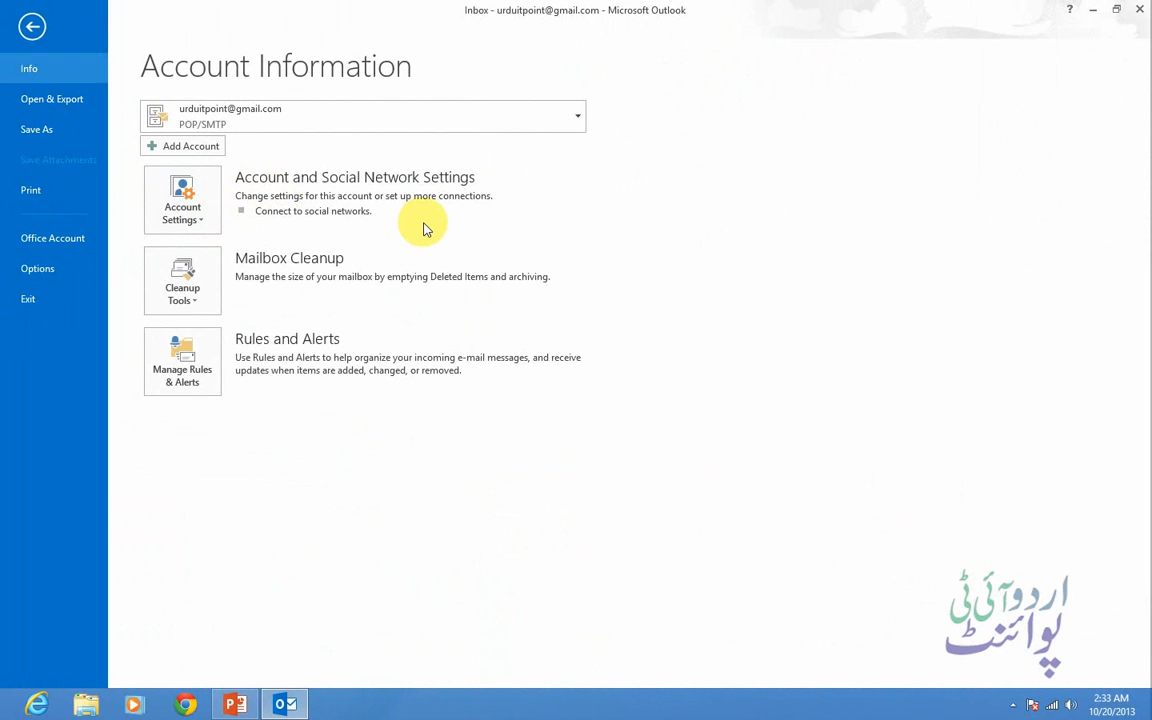 Inbox - urduitpoint@gmail.com - Microsoft Outlook
?
Info
Open & Export
Save As
Save Attachments
Print
Office Account
Options
Exit
Account Information
urduitpoint@gmail.com
POP/SMTP
Add Account
Account
Settings
Account and Social Network Settings
Change settings for this account or set up more connections.
Connect to social networks.
Cleanup
Tools
Mailbox Cleanup
Manage the size of your mailbox by emptying Deleted Items and archiving.
Manage Rules
& Alerts
Rules and Alerts
Use Rules and Alerts to help organize your incoming e-mail messages, and receive
updates when items are added, changed, or removed.
اردو آئی ٹی
پوائنٹ
2:33 AM
10/20/2013